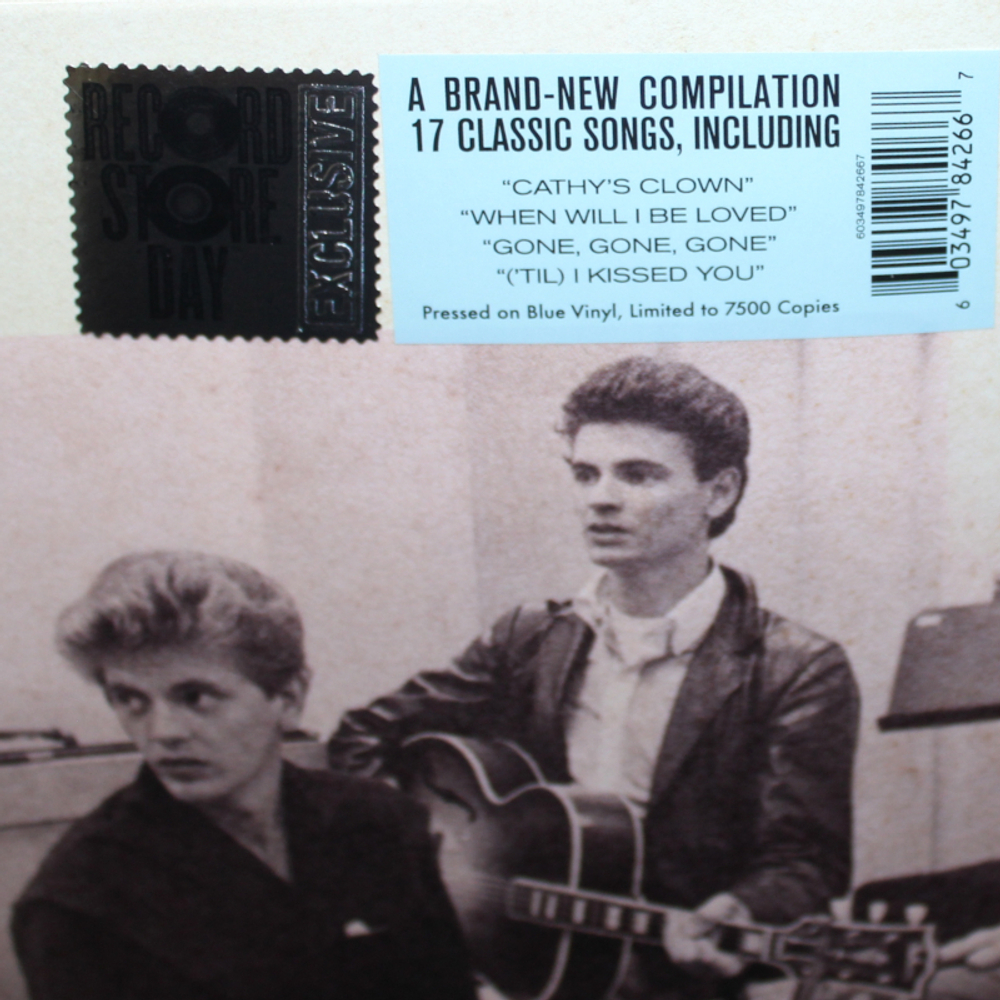 RECORD
STORE
DAY
EXCLUSIVE
A BRAND-NEW COMPILATION
17 CLASSIC SONGS, INCLUDING
“CATHY’S CLOWN”
“WHEN WILL I BE LOVED”
“GONE, GONE, GONE”
“(’TIL) I KISSED YOU”
Pressed on Blue Vinyl, Limited to 7500 Copies
603497842667
6 03497 84266 7